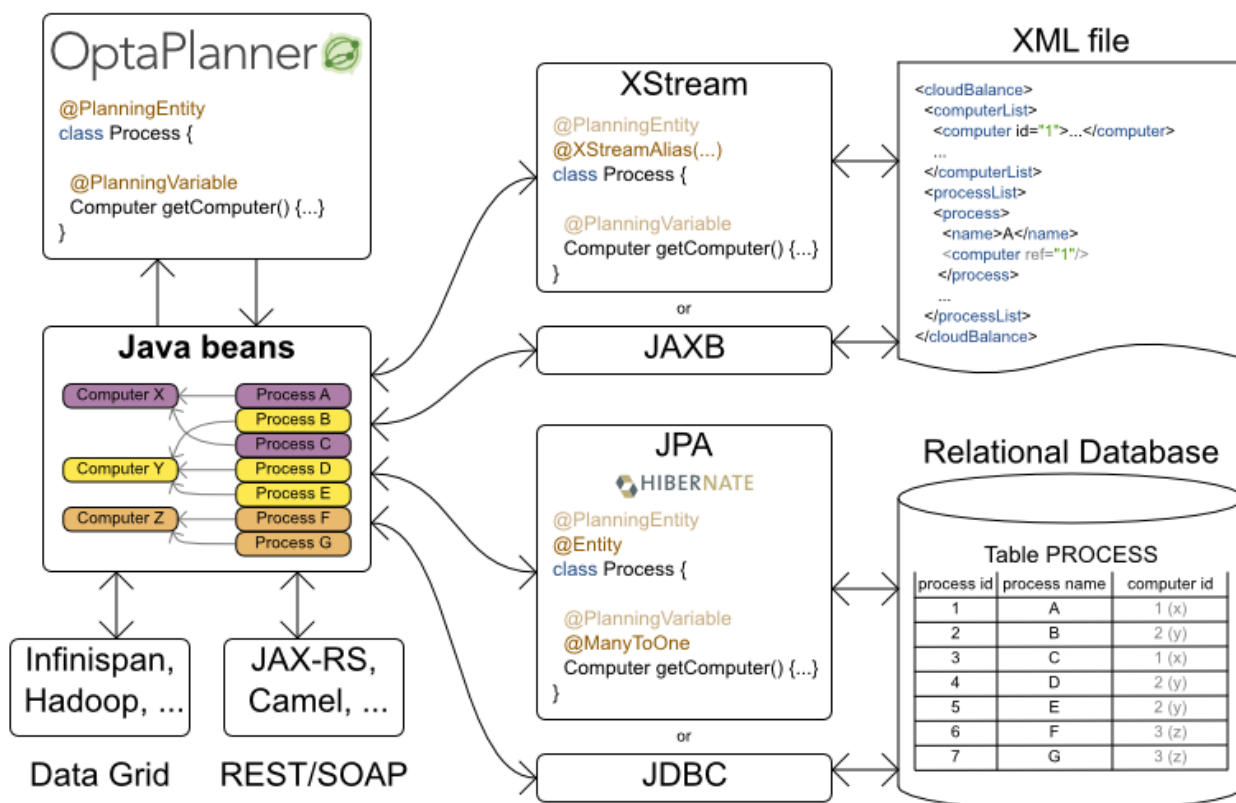 OptaPlanner
@PlanningEntity
class Process {
@PlanningVariable
Computer getComputer() {...}
}
Java beans
Computer X
Process A
Process B
Process C
Computer Y
Process D
Process E
Computer Z
Process F
Process G
Infinispan,
Hadoop, ...
Data Grid
JAX-RS,
Camel, ...
REST/SOAP
XStream
@PlanningEntity
@XStreamAlias(...)
class Process {
@PlanningVariable
Computer getComputer() {...}
}
or
JAXB
XML file
<cloudBalance>
<computerList>
<computer id="1">...</computer>
...
</computerList>
<processList>
<process>
<name>A</name>
<computer ref="1"/>
</process>
...
</processList>
</cloudBalance>
JPA
HIBERNATE
@PlanningEntity
@Entity
class Process {
@PlanningVariable
@ManyToOne
Computer getComputer() {...}
}
or
JDBC
Relational Database
Table PROCESS
process id process name computer id
1 A 1 (x)
2 B 2 (y)
3 C 1 (x)
4 D 2 (y)
5 E 2 (y)
6 F 3 (z)
7 G 3 (z)